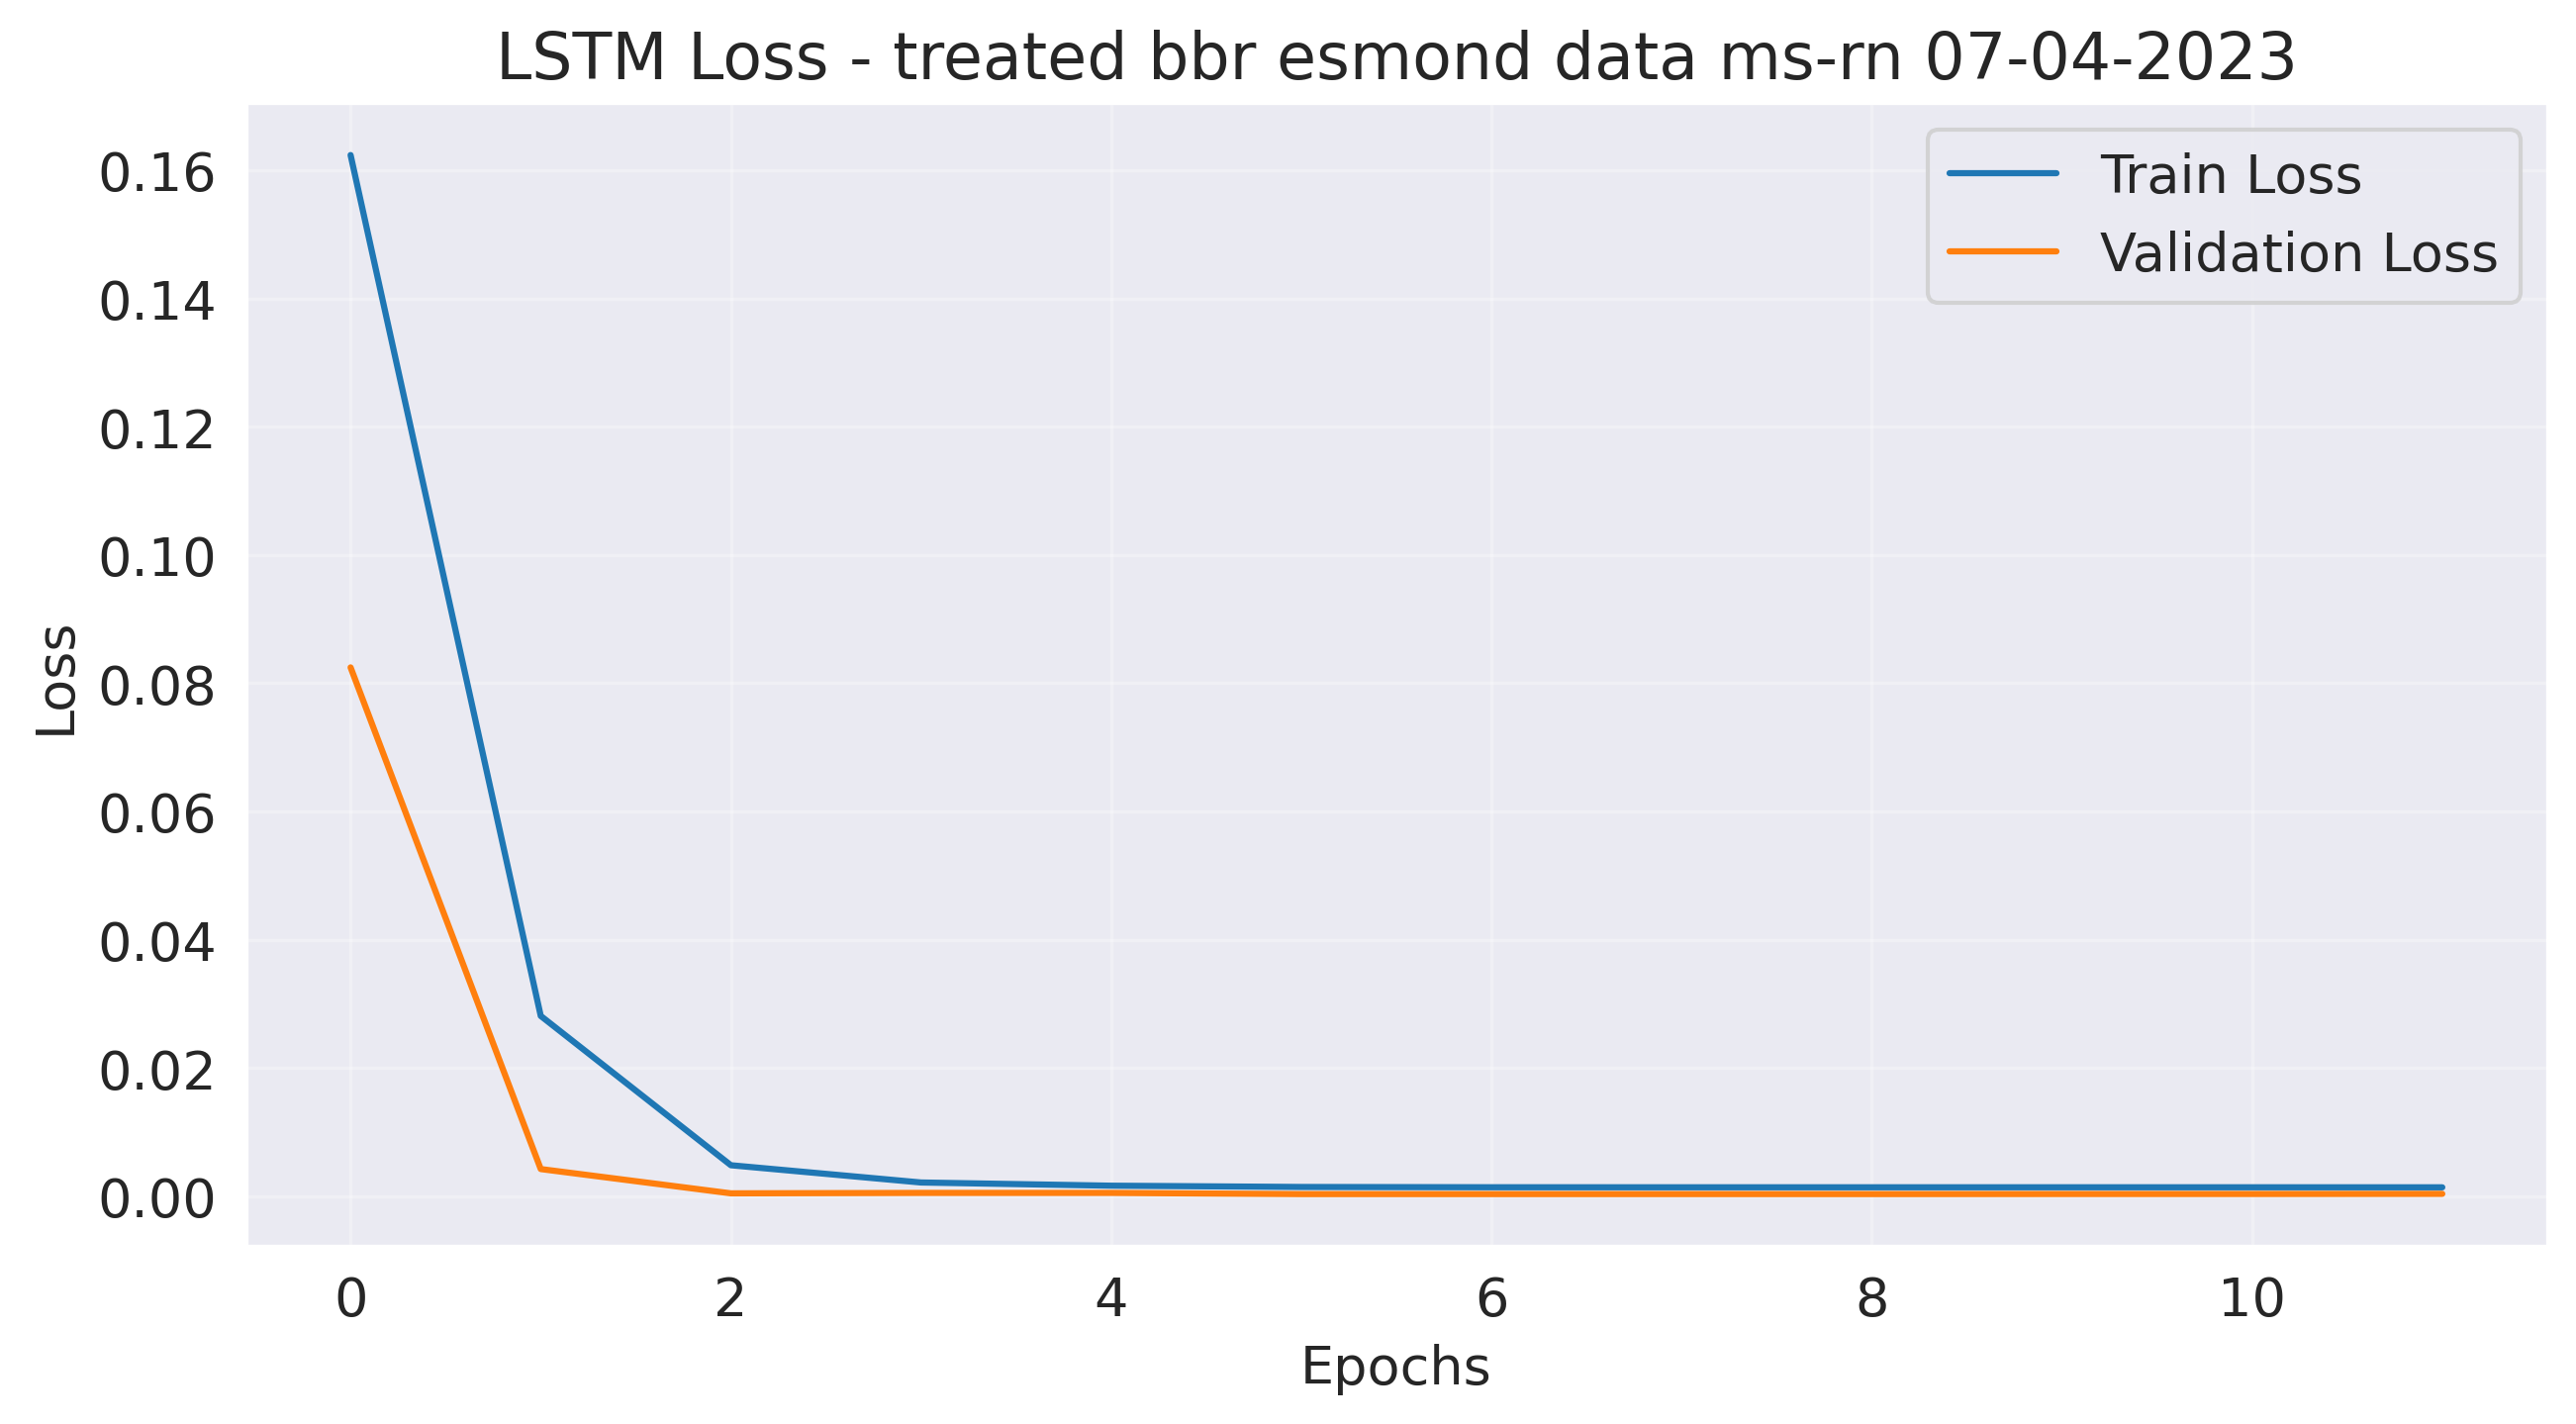 LSTM Loss - treated bbr esmond data ms-rn 07-04-2023
Train Loss
Validation Loss
Loss
0.16
0.14
0.12
0.10
0.08
0.06
0.04
0.02
0.00
0 2 4 6 8 10
Epochs